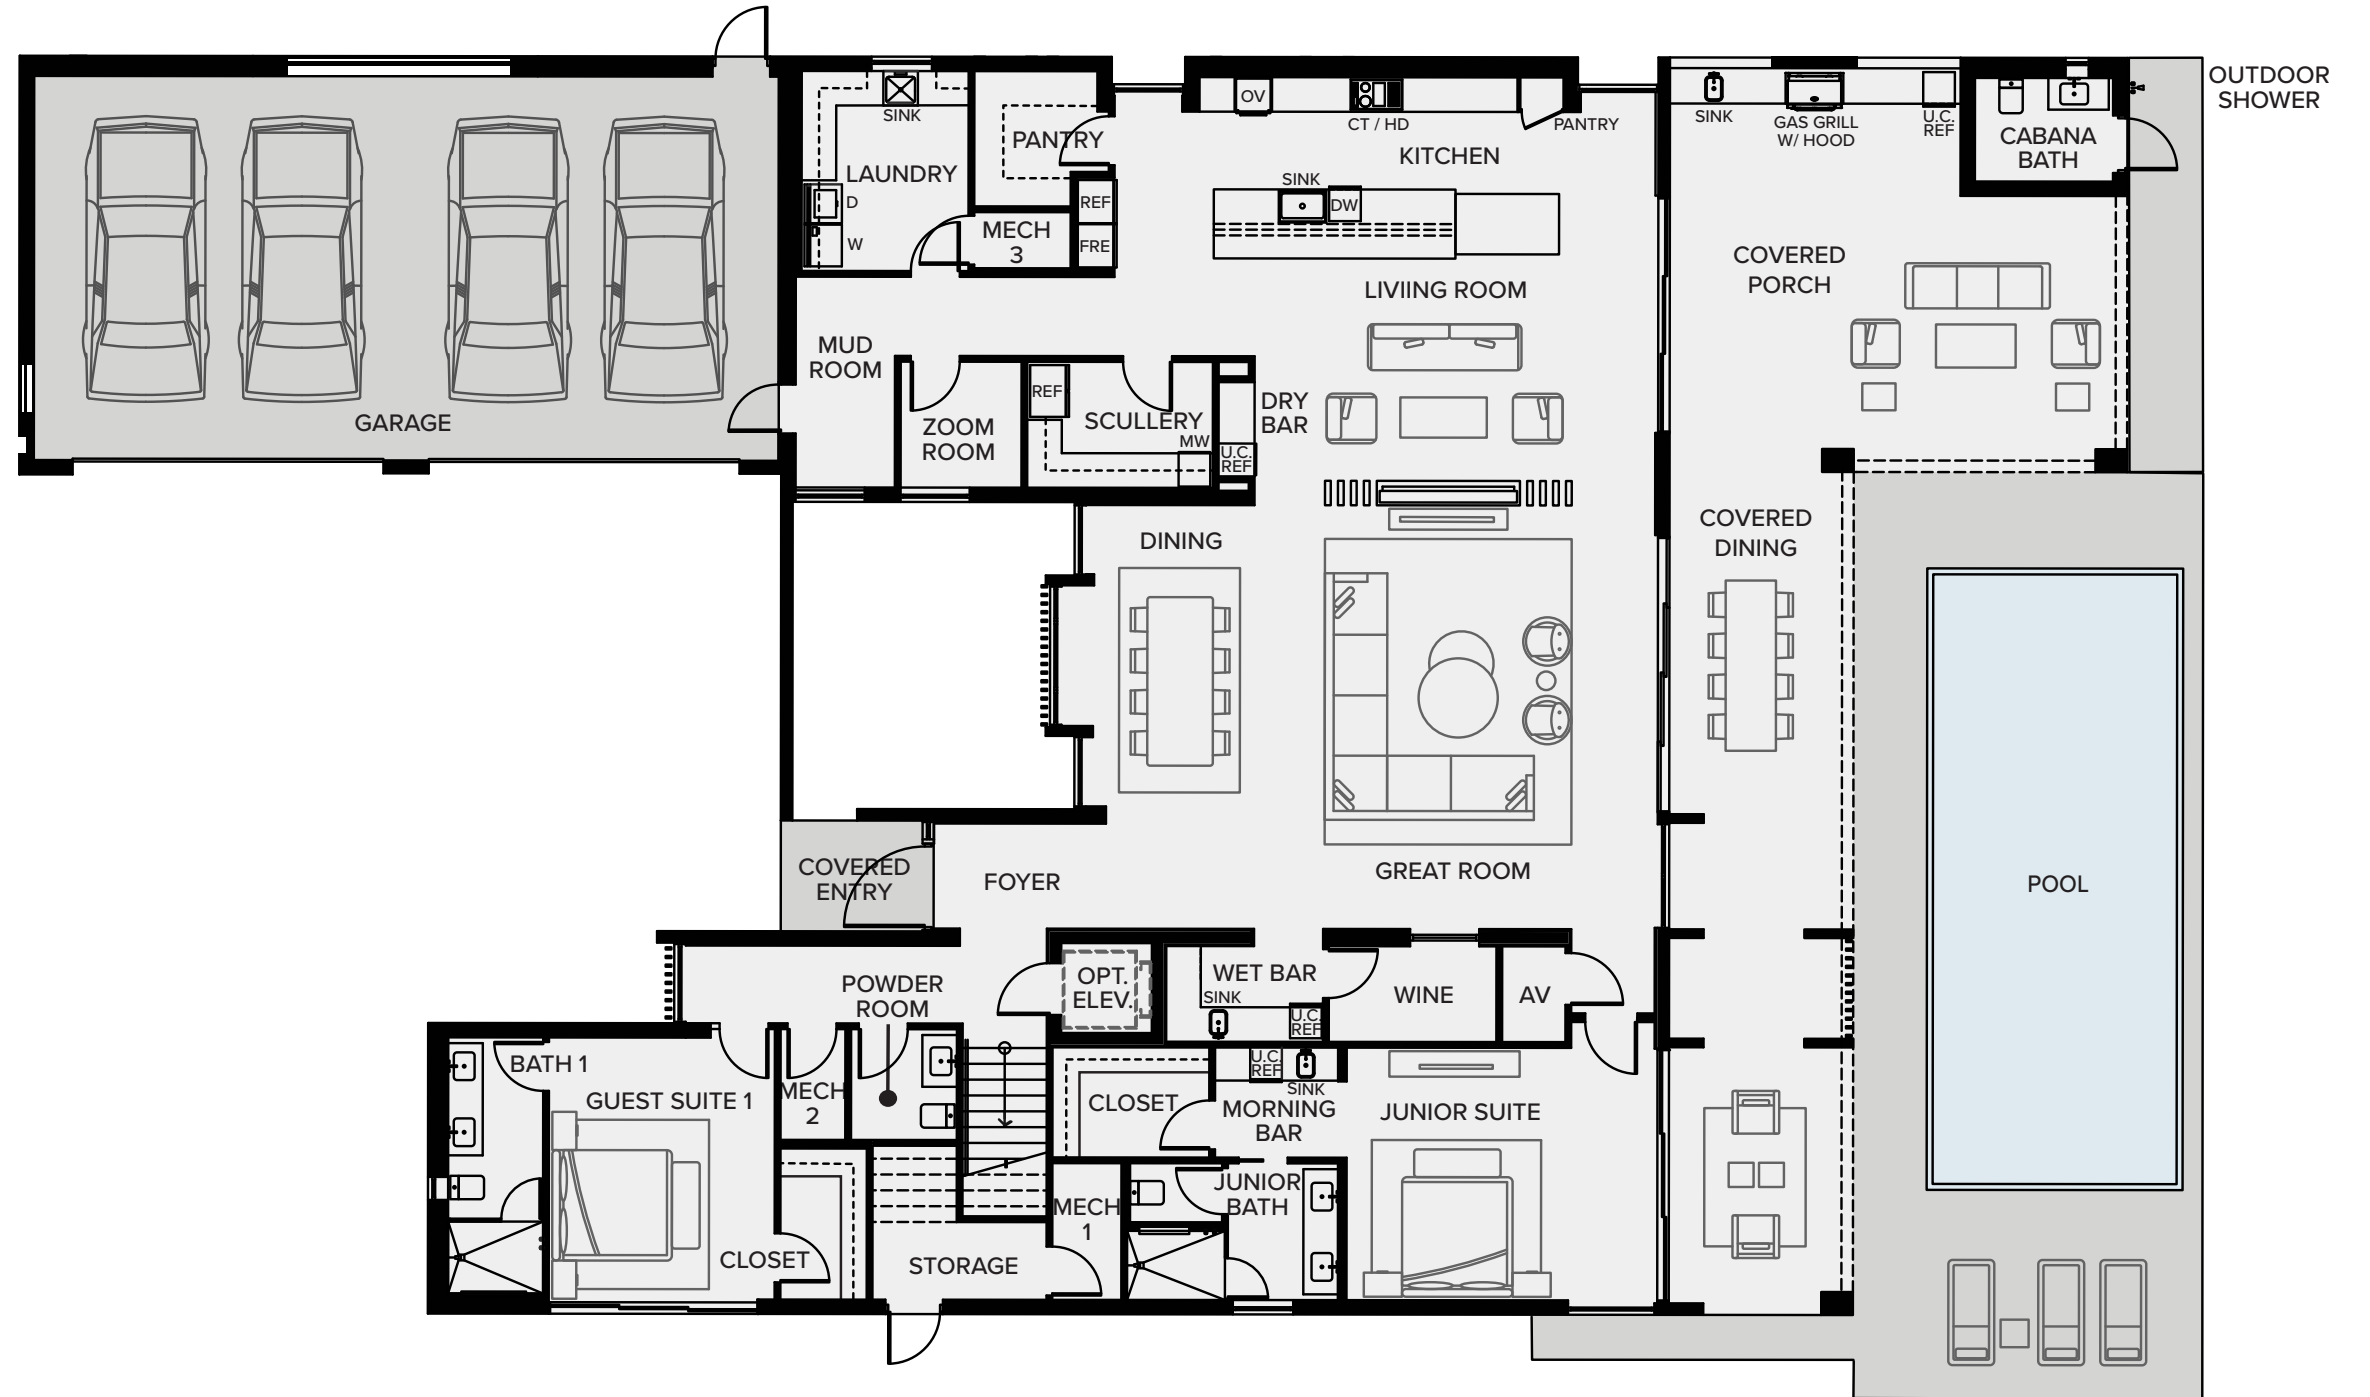 OUTDOOR
SHOWER
SINK
OV
CT / HD
PANTRY
SINK
GAS GRILL
W/ HOOD
U.C.
REF
CABANA
BATH
PANTRY
KITCHEN
LAUNDRY
D
W
REF
FRE
MECH
3
SINK
DW
COVERED
PORCH
LIVIING ROOM
MUD
ROOM
GARAGE
ZOOM
ROOM
REF
SCULLERY
MW
DRY
BAR
U.C.
REF
DINING
COVERED
DINING
GREAT ROOM
POOL
COVERED
ENTRY
FOYER
POWDER
ROOM
OPT.
ELEV.
WET BAR
SINK
U.C.
REF
WINE
AV
BATH 1
GUEST SUITE 1
MECH
2
CLOSET
U.C.
REF
SINK
MORNING
BAR
JUNIOR SUITE
CLOSET
STORAGE
MECH
1
JUNIOR
BATH